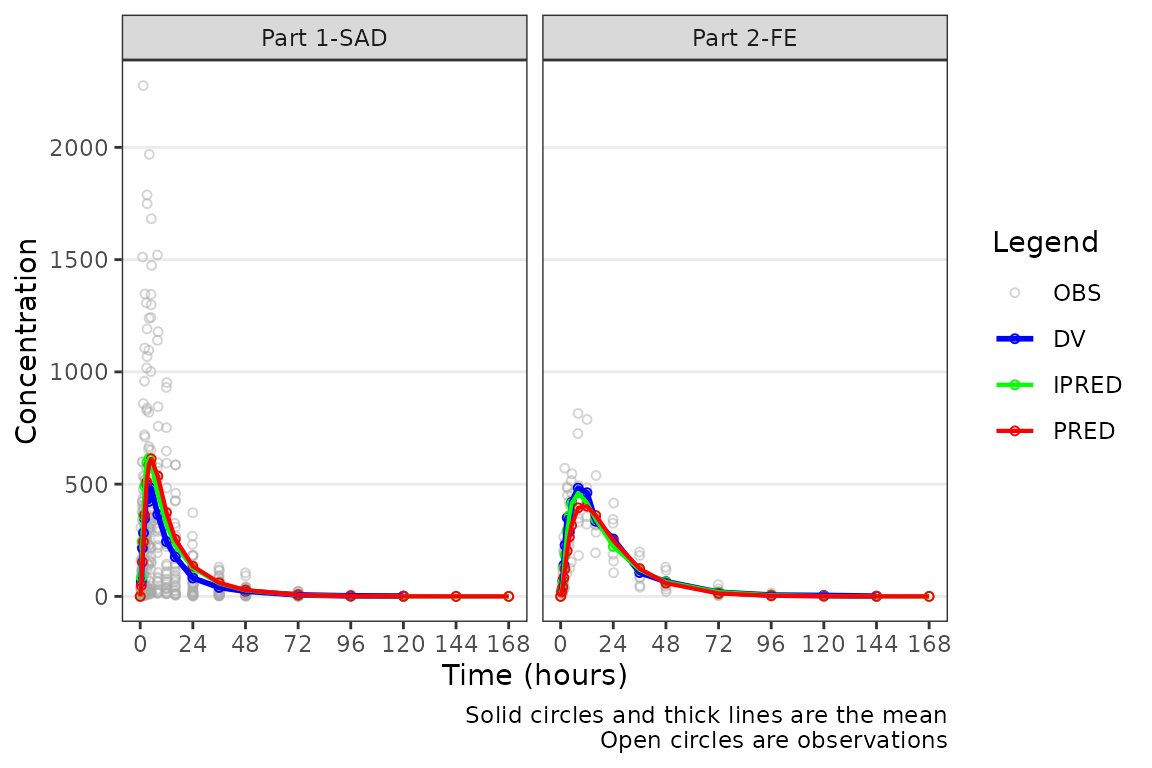 Part 1-SAD
Part 2-FE
Concentration
2000
1500
1000
500
0
0 24 48 72 96 120 144 168
0 24 48 72 96 120 144 168
Time (hours)
Legend
OBS
DV
IPRED
PRED
Solid circles and thick lines are the mean
Open circles are observations